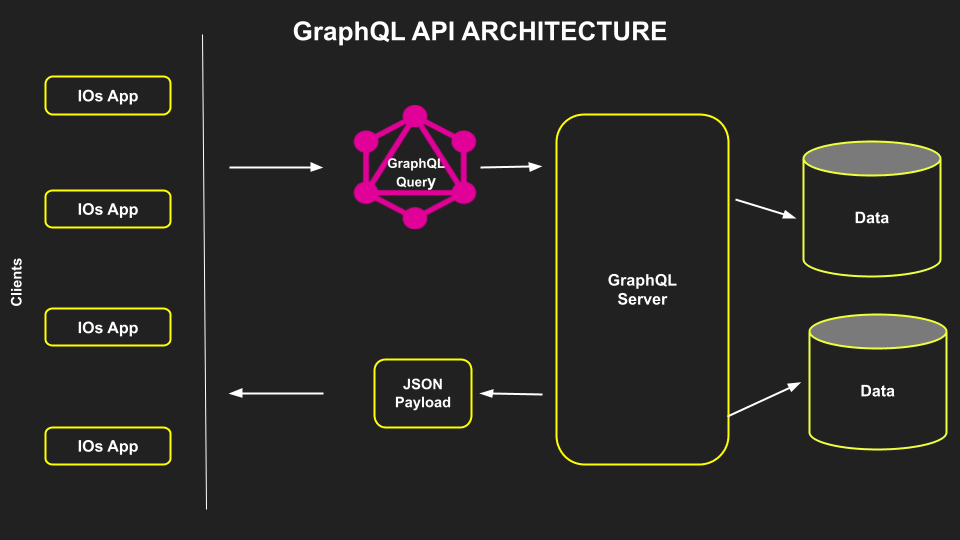 GraphQL API ARCHITECTURE
Clients
IOs App
IOs App
IOs App
IOs App
GraphQL
Query
GraphQL
Server
JSON
Payload
Data
Data